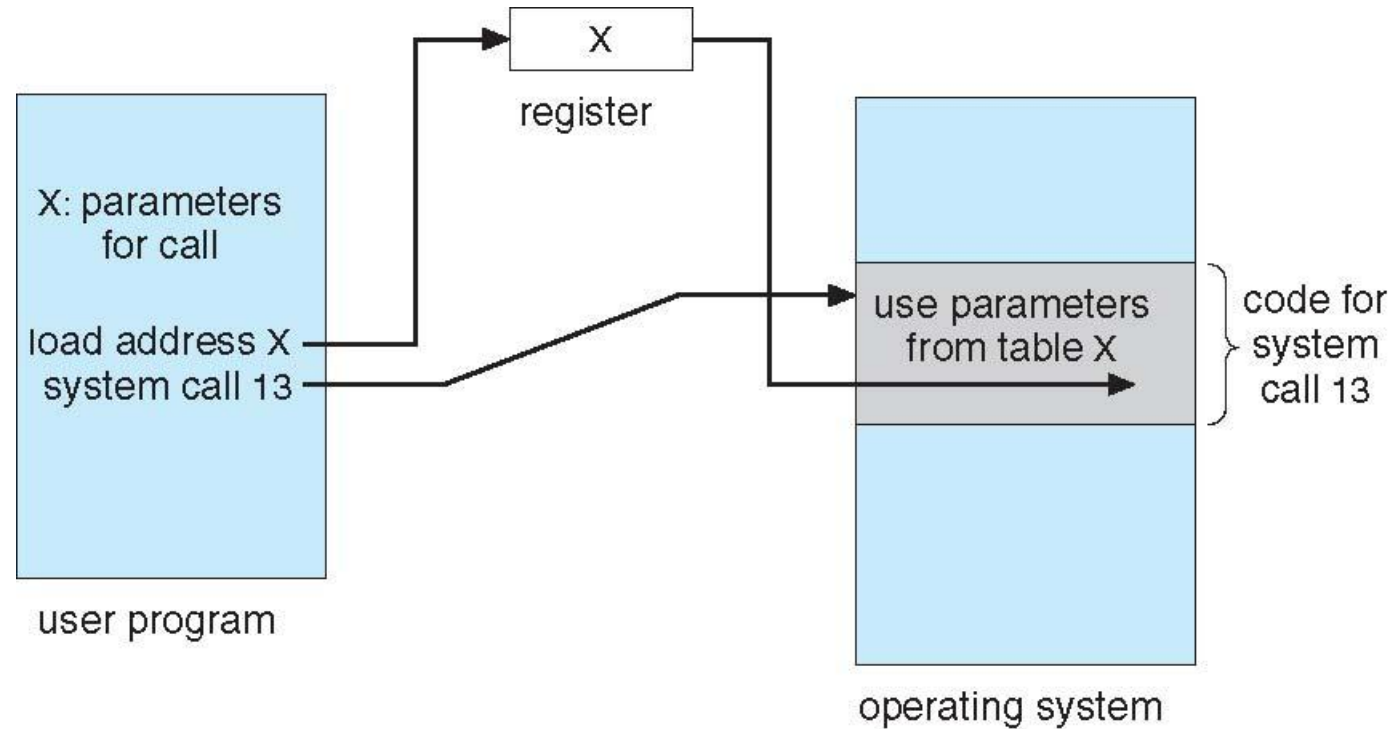 X
register
X: parameters
for call
load address X
system call 13
user program
use parameters
from table X
code for
system
call 13
operating system